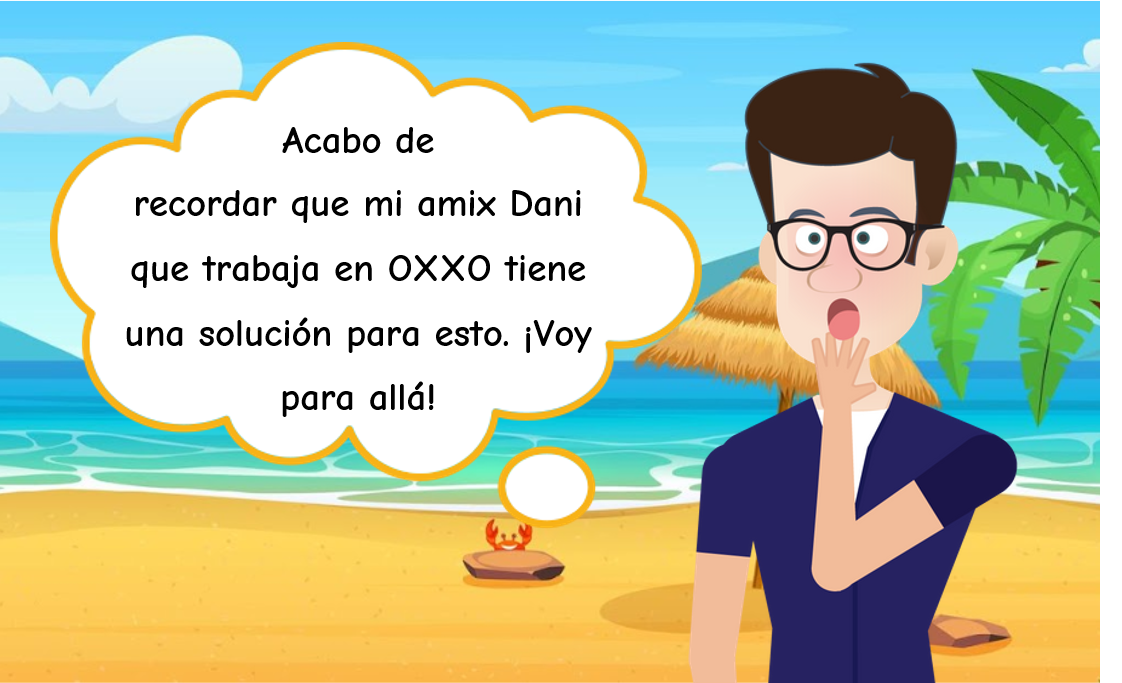 Acabo de
recordar que mi amix Dani
que trabaja en OXXO tiene
una solución para esto. ¡Voy
para allá!